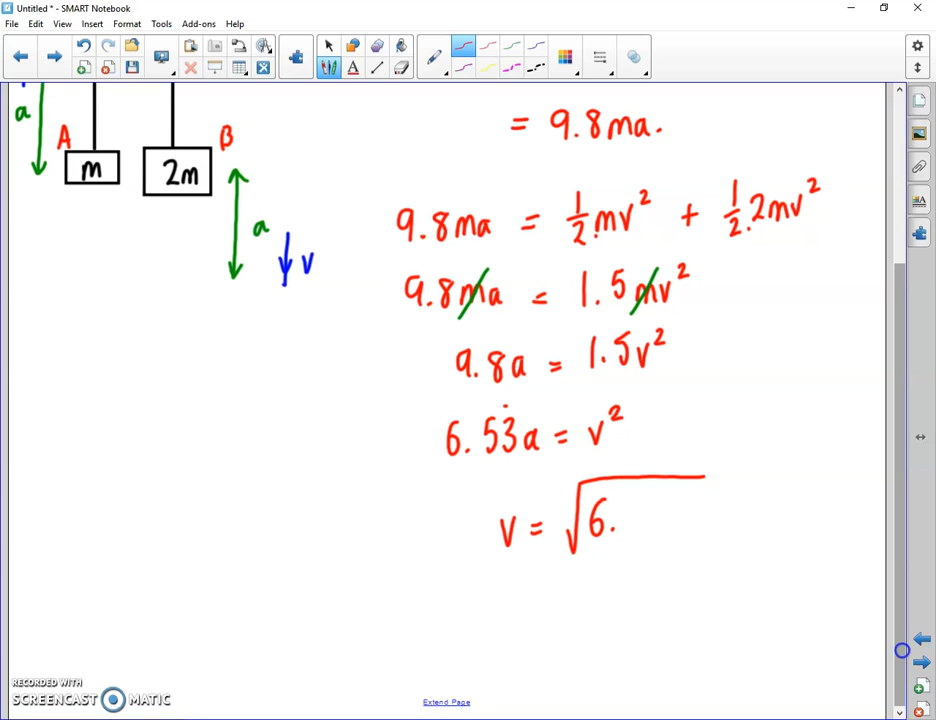 Untitled * - SMART Notebook
File Edit View Insert Format Tools Add-ons Help
a
A
B
m
2m
a
v
= 9.8ma.
9.8ma = ½mv² + ½.2mv²
9.8ma = 1.5mv²
9.8a = 1.5v²
6.53̇a = v²
v = √6.
RECORDED WITH
SCREENCAST MATIC
Extend Page